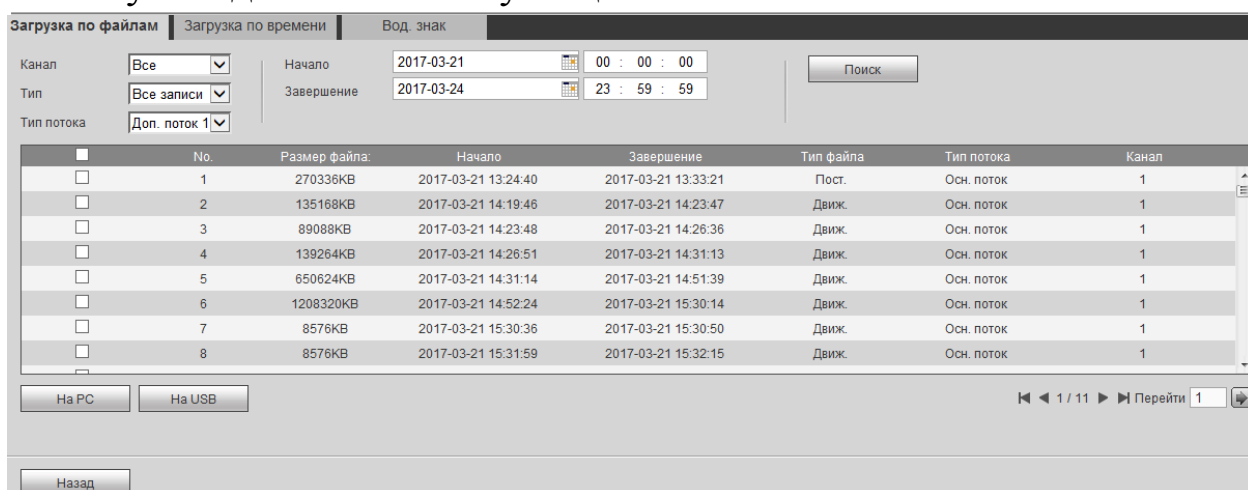 Загрузка по файлам Загрузка по времени Вод. знак
Канал Все Начало 2017-03-21 00 : 00 : 00 Поиск
Тип Все записи Завершение 2017-03-24 23 : 59 : 59
Тип потока Доп. поток 1
No. Размер файла: Начало Завершение Тип файла Тип потока Канал
1 270336KB 2017-03-21 13:24:40 2017-03-21 13:33:21 Пост. Осн. поток 1
2 135168KB 2017-03-21 14:19:46 2017-03-21 14:23:47 Движ. Осн. поток 1
3 89088KB 2017-03-21 14:23:48 2017-03-21 14:26:36 Движ. Осн. поток 1
4 139264KB 2017-03-21 14:26:51 2017-03-21 14:31:13 Движ. Осн. поток 1
5 650624KB 2017-03-21 14:31:14 2017-03-21 14:51:39 Движ. Осн. поток 1
6 1208320KB 2017-03-21 14:52:24 2017-03-21 15:30:14 Движ. Осн. поток 1
7 8576KB 2017-03-21 15:30:36 2017-03-21 15:30:50 Движ. Осн. поток 1
8 8576KB 2017-03-21 15:31:59 2017-03-21 15:32:15 Движ. Осн. поток 1
На PC На USB 1 / 11 Перейти 1
Назад